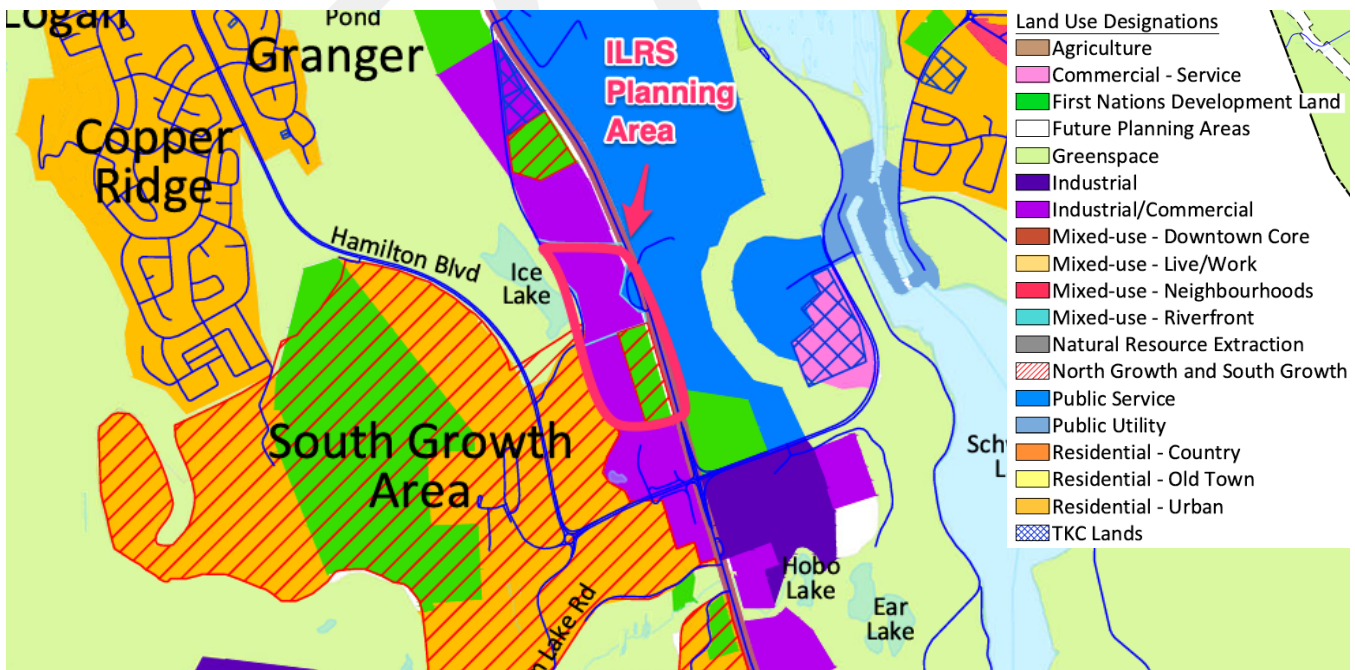 Logan
Pond
Granger
Copper
Ridge
Hamilton Blvd
Ice
Lake
ILRS
Planning
Area
South Growth
Area
Lake Rd
Hobo
Lake
Ear
Lake
Land Use Designations
Agriculture
Commercial - Service
First Nations Development Land
Future Planning Areas
Greenspace
Industrial
Industrial/Commercial
Mixed-use - Downtown Core
Mixed-use - Live/Work
Mixed-use - Neighbourhoods
Mixed-use - Riverfront
Natural Resource Extraction
North Growth and South Growth
Public Service
Public Utility
Residential - Country
Residential - Old Town
Residential - Urban
TKC Lands